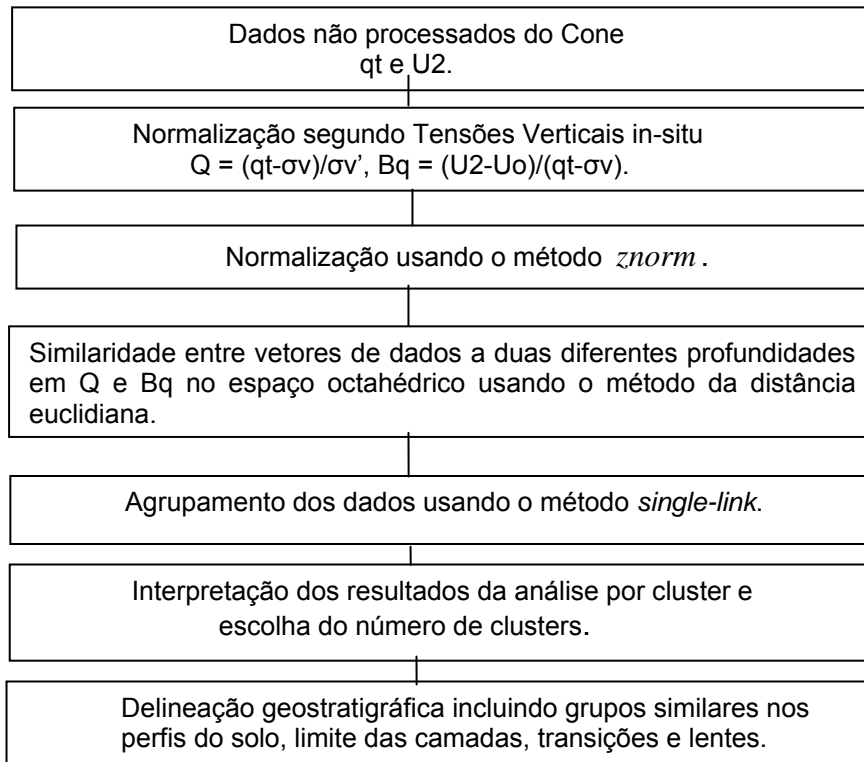 Dados não processados do Cone
qt e U2.
Normalização segundo Tensões Verticais in-situ
Q = (qt-σv)/σv’, Bq = (U2-Uo)/(qt-σv).
Normalização usando o método znorm.
Similaridade entre vetores de dados a duas diferentes profundidades
em Q e Bq no espaço octahédrico usando o método da distância
euclidiana.
Agrupamento dos dados usando o método single-link.
Interpretação dos resultados da análise por cluster e
escolha do número de clusters.
Delineação geostratigráfica incluindo grupos similares nos
perfis do solo, limite das camadas, transições e lentes.